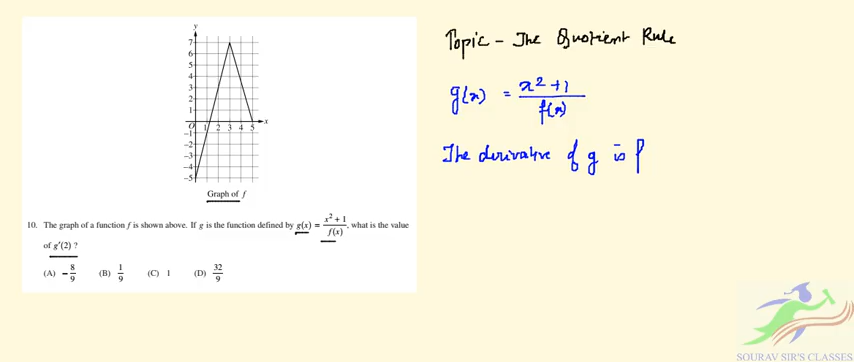 Topic - The Quotient Rule
y
7
6
5
4
3
2
1
O 1 2 3 4 5 x
-1
-2
-3
-4
-5
Graph of f
g(x) = x²+1 / f(x)
The derivative of g is f
10. The graph of a function f is shown above. If g is the function defined by g(x) = x² + 1 / f(x), what is the value
of g′(2) ?
(A) −8/9 (B) 1/9 (C) 1 (D) 32/9
SOURAV SIR'S CLASSES